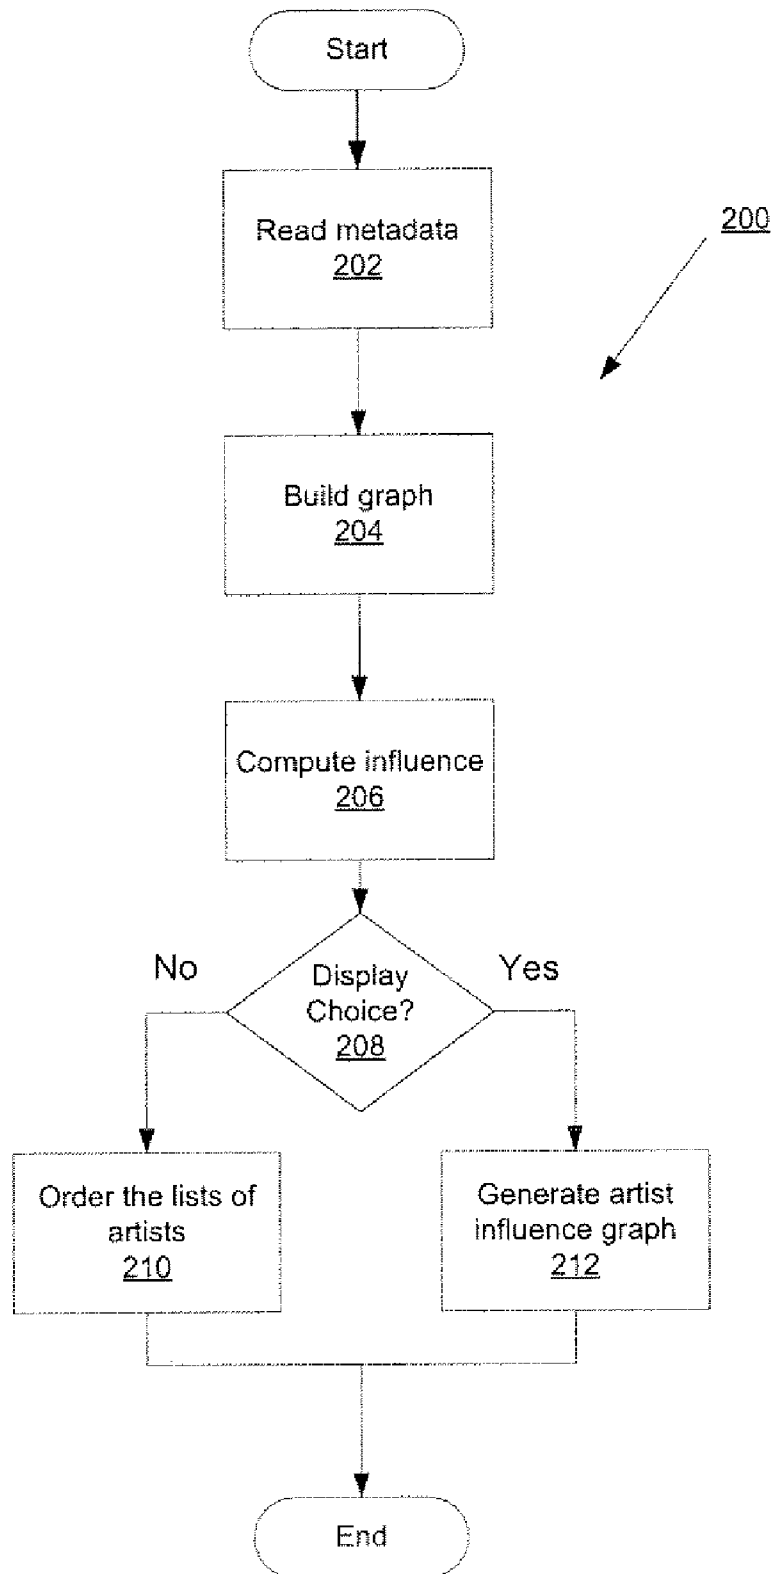 Start
200
Read metadata
202
Build graph
204
Compute influence
206
No
Yes
Display
Choice?
208
Order the lists of
artists
210
Generate artist
influence graph
212
End